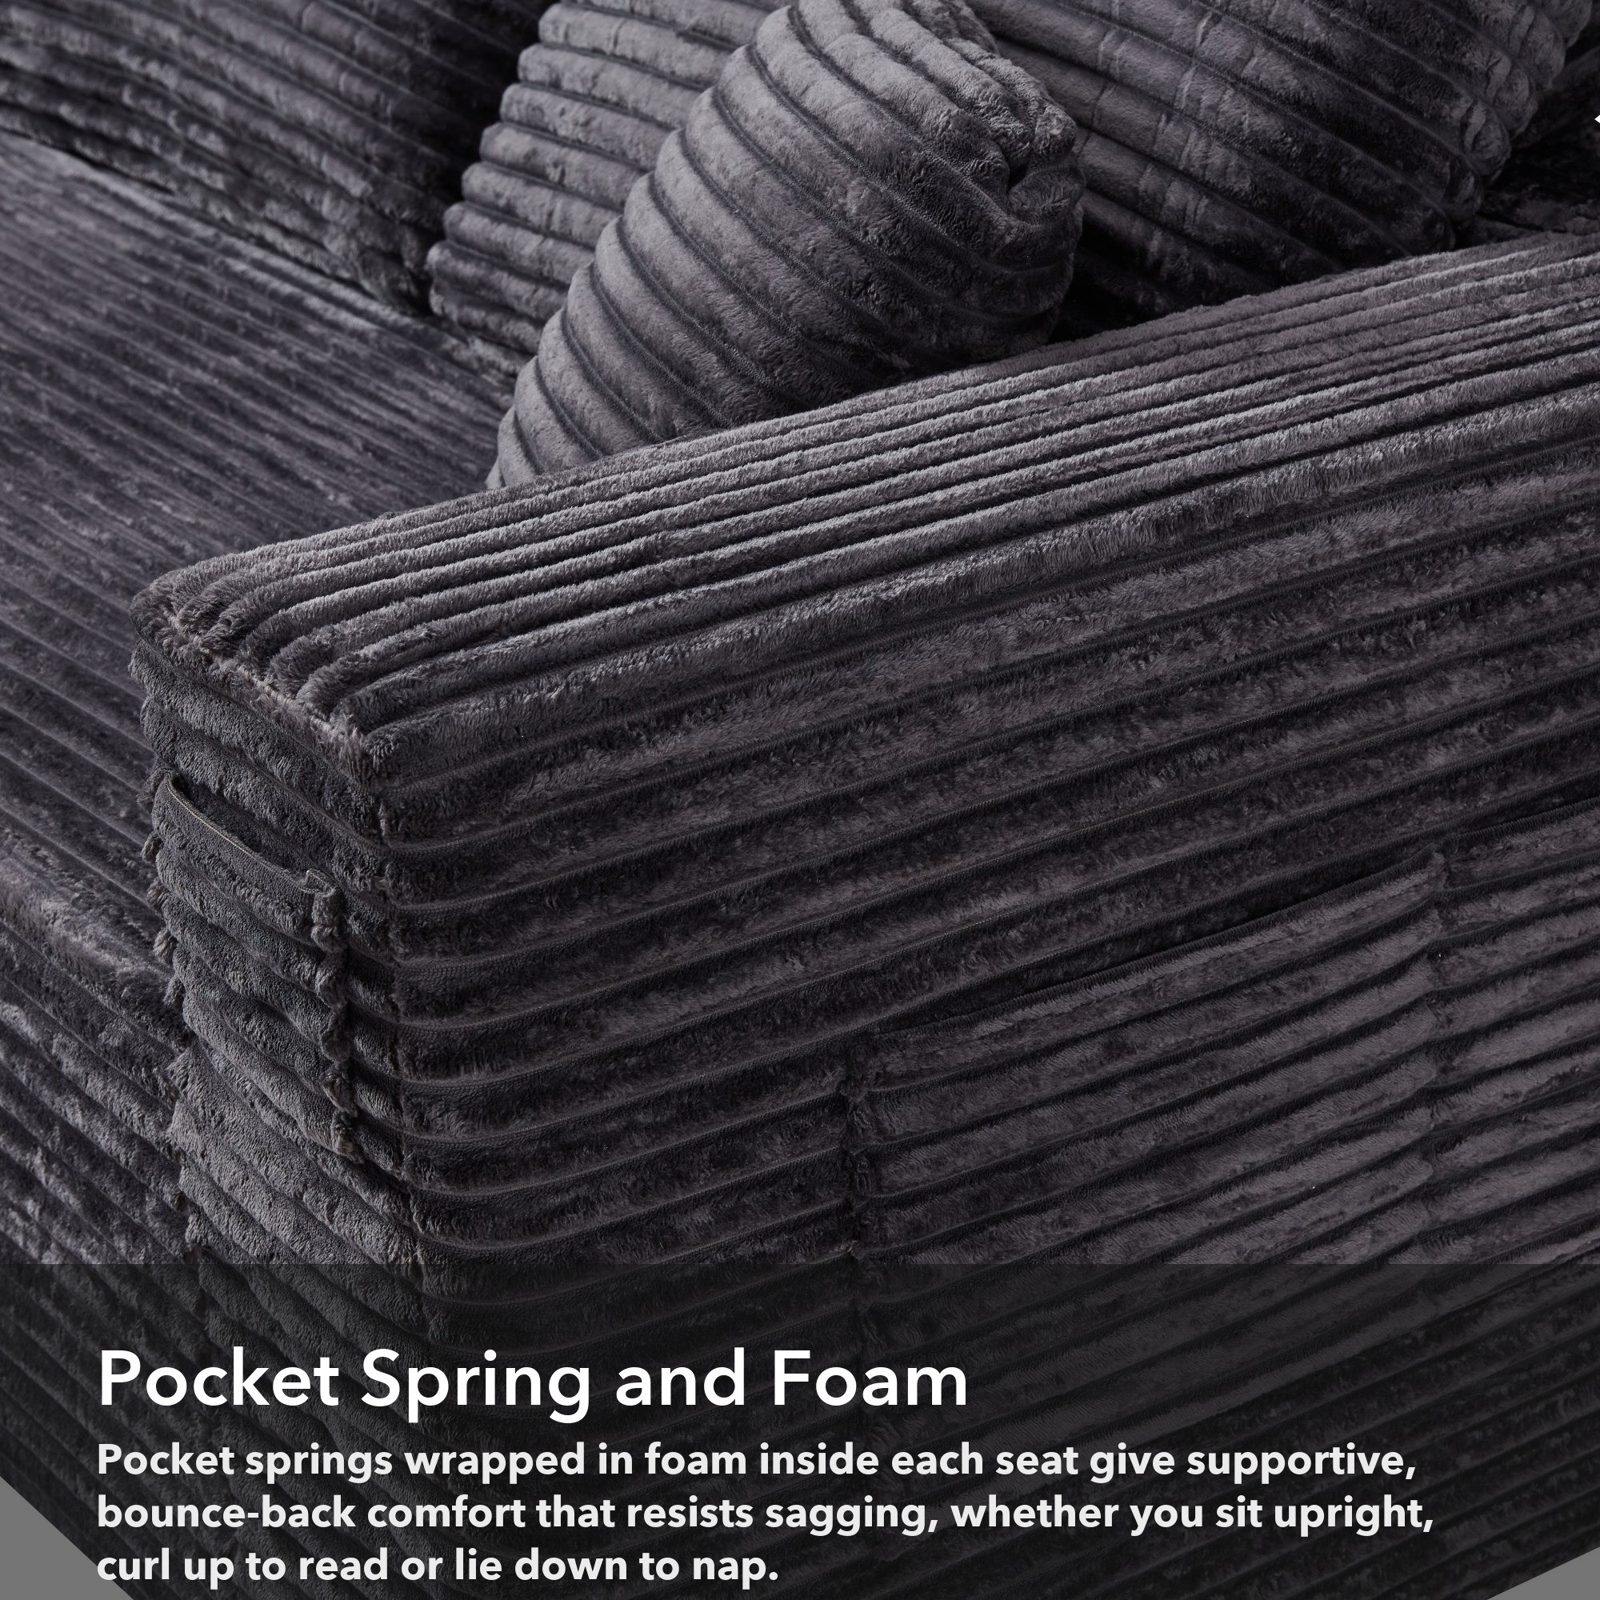 Pocket Spring and Foam
Pocket springs wrapped in foam inside each seat give supportive,
bounce-back comfort that resists sagging, whether you sit upright,
curl up to read or lie down to nap.